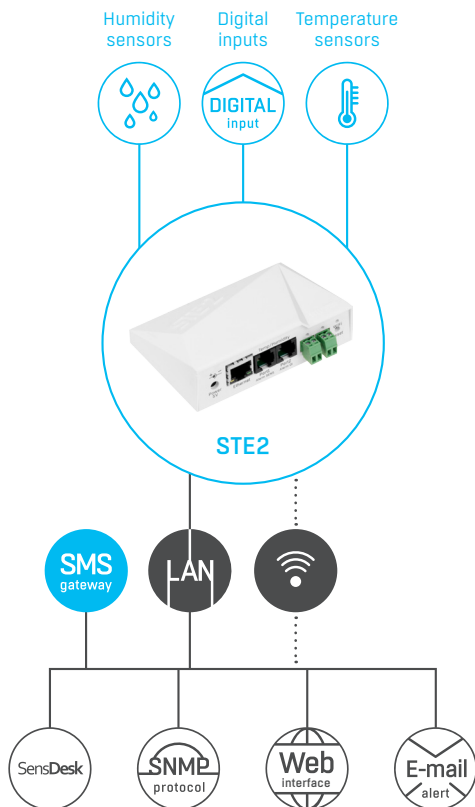 Humidity
sensors
Digital
inputs
Temperature
sensors
DIGITAL
input
STE2
SMS
gateway
LAN
SensDesk
SNMP
protocol
Web
interface
E-mail
alert